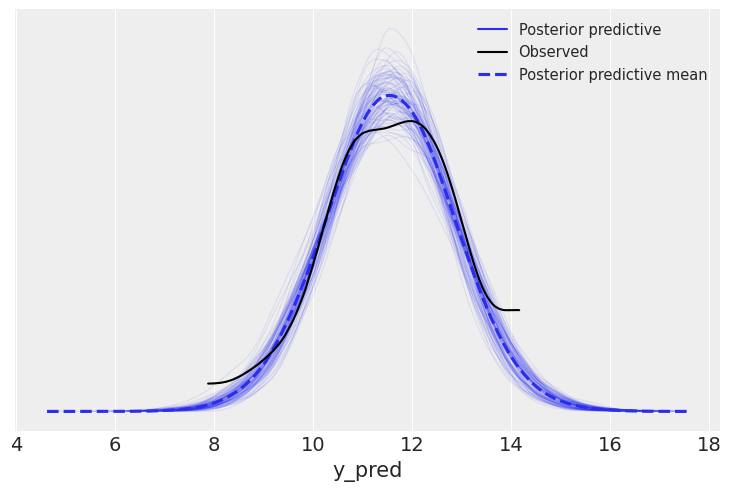 Posterior predictive
Observed
Posterior predictive mean
4 6 8 10 12 14 16 18
y_pred